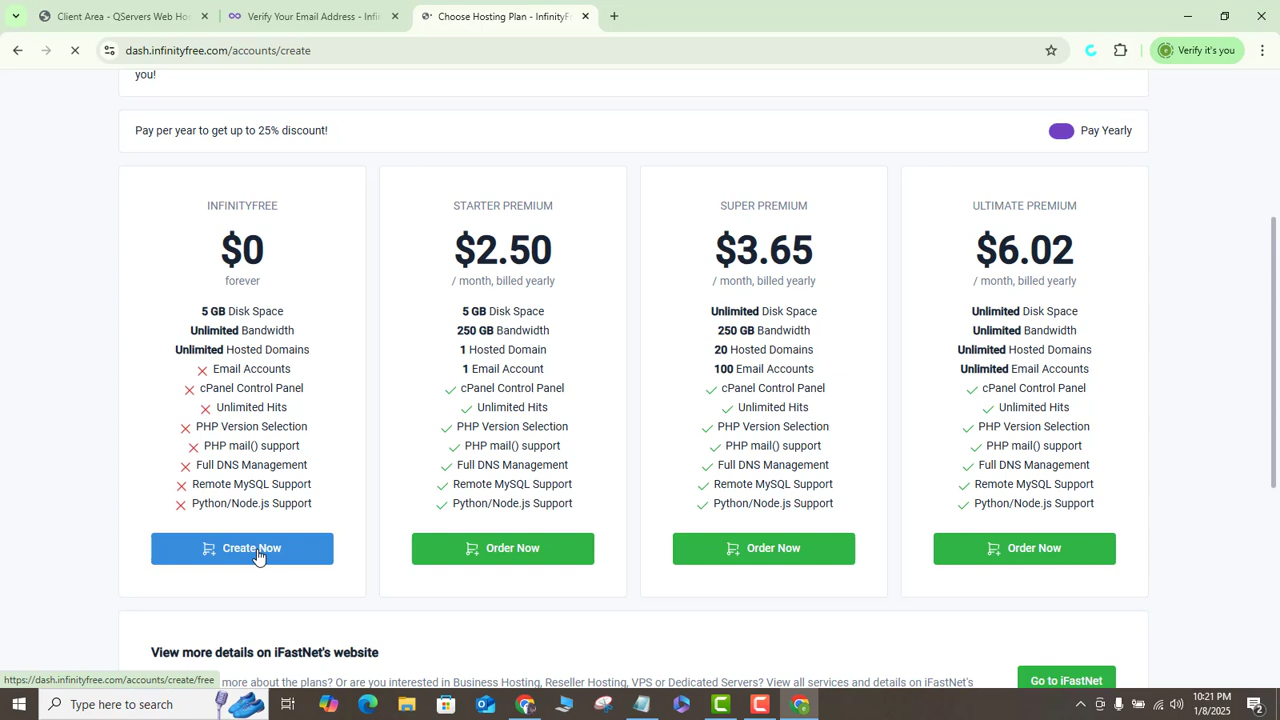 Client Area - QServers Web Ho
Verify Your Email Address - Infin
Choose Hosting Plan - InfinityF
dash.infinityfree.com/accounts/create
Verify it's you
you!
Pay per year to get up to 25% discount!
Pay Yearly
INFINITYFREE
$0
forever
5 GB Disk Space
Unlimited Bandwidth
Unlimited Hosted Domains
Email Accounts
cPanel Control Panel
Unlimited Hits
PHP Version Selection
PHP mail() support
Full DNS Management
Remote MySQL Support
Python/Node.js Support
Create Now
STARTER PREMIUM
$2.50
/ month, billed yearly
5 GB Disk Space
250 GB Bandwidth
1 Hosted Domain
1 Email Account
cPanel Control Panel
Unlimited Hits
PHP Version Selection
PHP mail() support
Full DNS Management
Remote MySQL Support
Python/Node.js Support
Order Now
SUPER PREMIUM
$3.65
/ month, billed yearly
Unlimited Disk Space
250 GB Bandwidth
20 Hosted Domains
100 Email Accounts
cPanel Control Panel
Unlimited Hits
PHP Version Selection
PHP mail() support
Full DNS Management
Remote MySQL Support
Python/Node.js Support
Order Now
ULTIMATE PREMIUM
$6.02
/ month, billed yearly
Unlimited Disk Space
Unlimited Bandwidth
Unlimited Hosted Domains
Unlimited Email Accounts
cPanel Control Panel
Unlimited Hits
PHP Version Selection
PHP mail() support
Full DNS Management
Remote MySQL Support
Python/Node.js Support
Order Now
View more details on iFastNet's website
more about the plans? Or are you interested in Business Hosting, Reseller Hosting, VPS or Dedicated Servers? View all services and details on iFastNet's
Go to iFastNet
https://dash.infinityfree.com/accounts/create/free
Type here to search
10:21 PM
1/8/2025
2